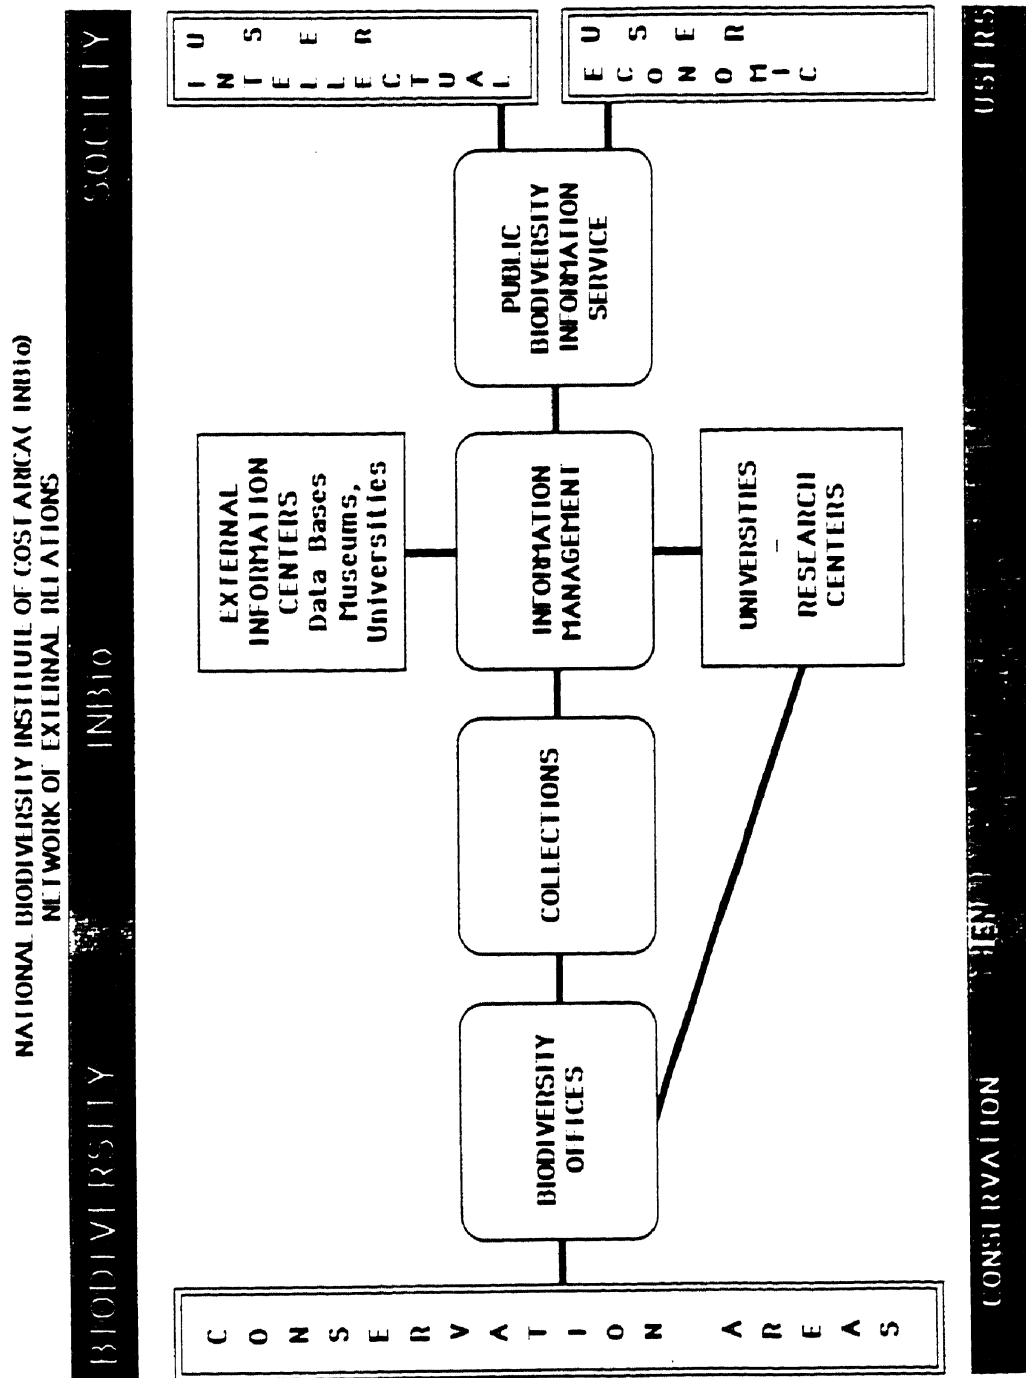 NATIONAL BIODIVERSITY INSTITUTE OF COSTARICA( INBio)
NETWORK OF EXTERNAL RELATIONS
BIODIVERSITY
INBio
SOCIETY
CONSERVATION AREAS
BIODIVERSITY
OFFICES
COLLECTIONS
EXTERNAL
INFORMATION
CENTERS
Data Bases
Museums,
Universities
INFORMATION
MANAGEMENT
UNIVERSITIES
–
RESEARCH
CENTERS
PUBLIC
BIODIVERSITY
INFORMATION
SERVICE
INTELLECTUAL
USER
ECONOMIC
USER
CONSERVATION
USERS